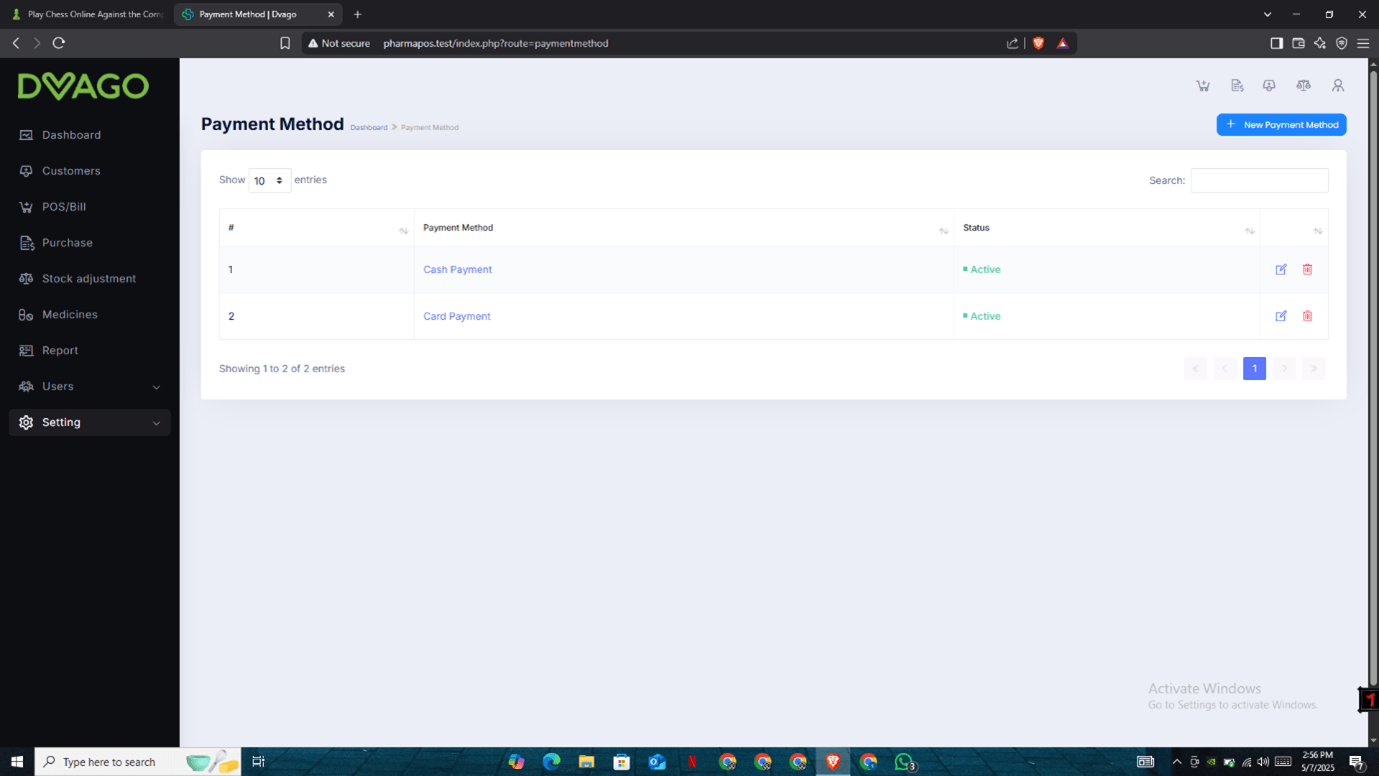 Play Chess Online Against the Comp
Payment Method | Dvago
Not secure
pharmapos.test/index.php?route=paymentmethod
DVAGO
Dashboard
Customers
POS/Bill
Purchase
Stock adjustment
Medicines
Report
Users
Setting
Payment Method Dashboard > Payment Method
+ New Payment Method
Show 10 entries
Search:
# Payment Method Status
1 Cash Payment Active
2 Card Payment Active
Showing 1 to 2 of 2 entries
« < 1 > »
Activate Windows
Go to Settings to activate Windows.
Type here to search
3
2:56 PM
5/7/2025
7